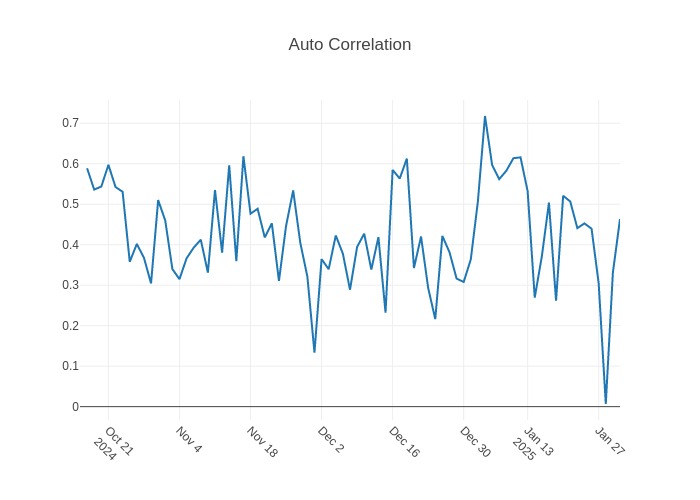 Auto Correlation
0.7
0.6
0.5
0.4
0.3
0.2
0.1
0
Oct 21
2024
Nov 4
Nov 18
Dec 2
Dec 16
Dec 30
Jan 13
2025
Jan 27